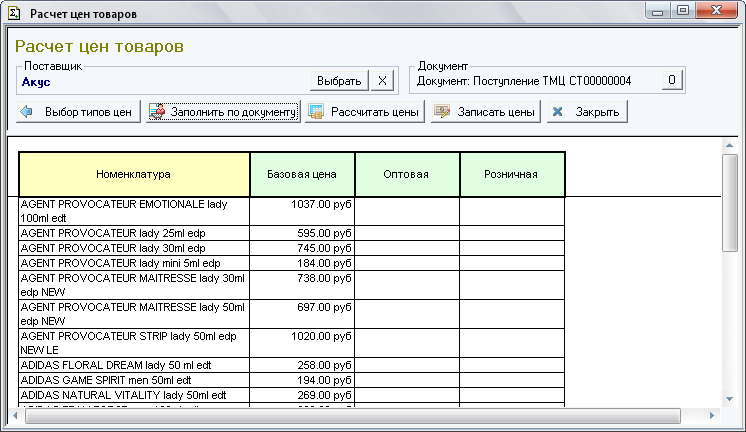 Расчет цен товаров
Расчет цен товаров
Поставщик
Акус
Выбрать
X
Документ
Документ: Поступление ТМЦ СТ00000004
О
Выбор типов цен
Заполнить по документу
Рассчитать цены
Записать цены
Закрыть
Номенклатура Базовая цена Оптовая Розничная
AGENT PROVOCATEUR EMOTIONALE lady 1037.00 руб
100ml edt
AGENT PROVOCATEUR lady 25ml edp 595.00 руб
AGENT PROVOCATEUR lady 30ml edp 745.00 руб
AGENT PROVOCATEUR lady mini 5ml edp 184.00 руб
AGENT PROVOCATEUR MAITRESSE lady 30ml 738.00 руб
edp NEW
AGENT PROVOCATEUR MAITRESSE lady 50ml 697.00 руб
edp NEW
AGENT PROVOCATEUR STRIP lady 50ml edp 1020.00 руб
NEW LE
ADIDAS FLORAL DREAM lady 50 ml edt 258.00 руб
ADIDAS GAME SPIRIT men 50ml edt 194.00 руб
ADIDAS NATURAL VITALITY lady 50ml edt 269.00 руб